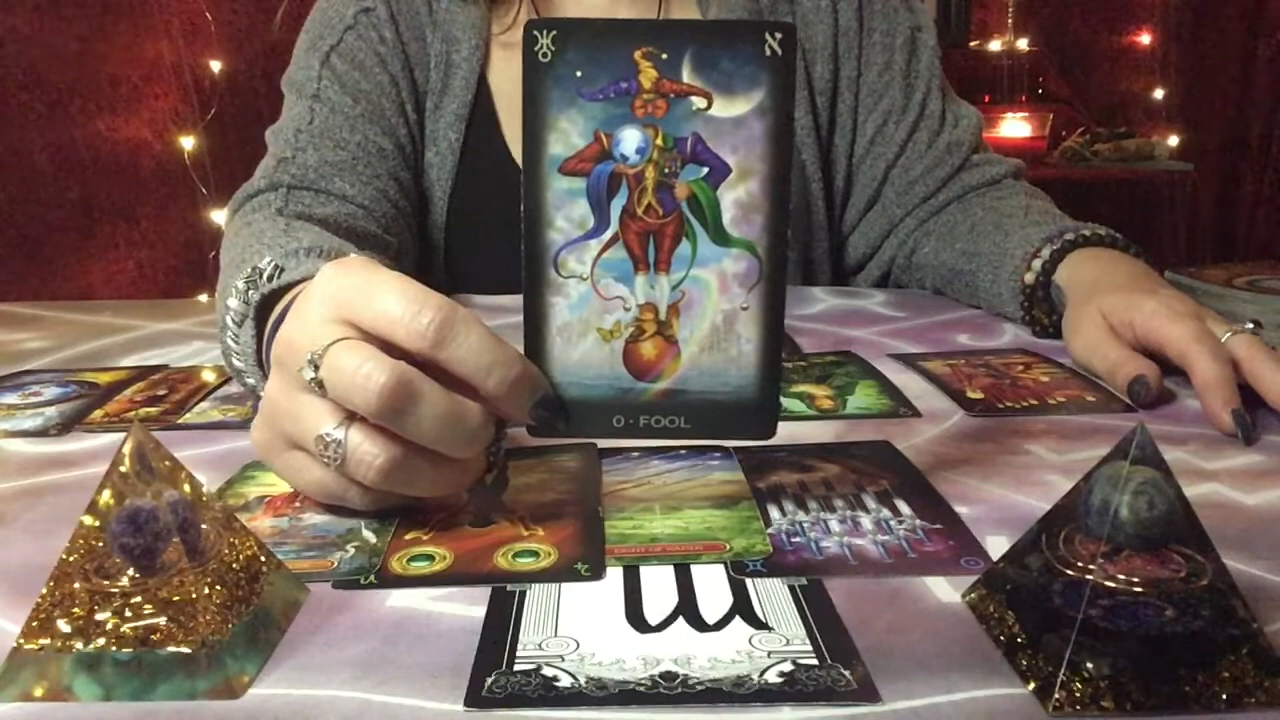 א
0 · FOOL
EIGHT OF WANDS